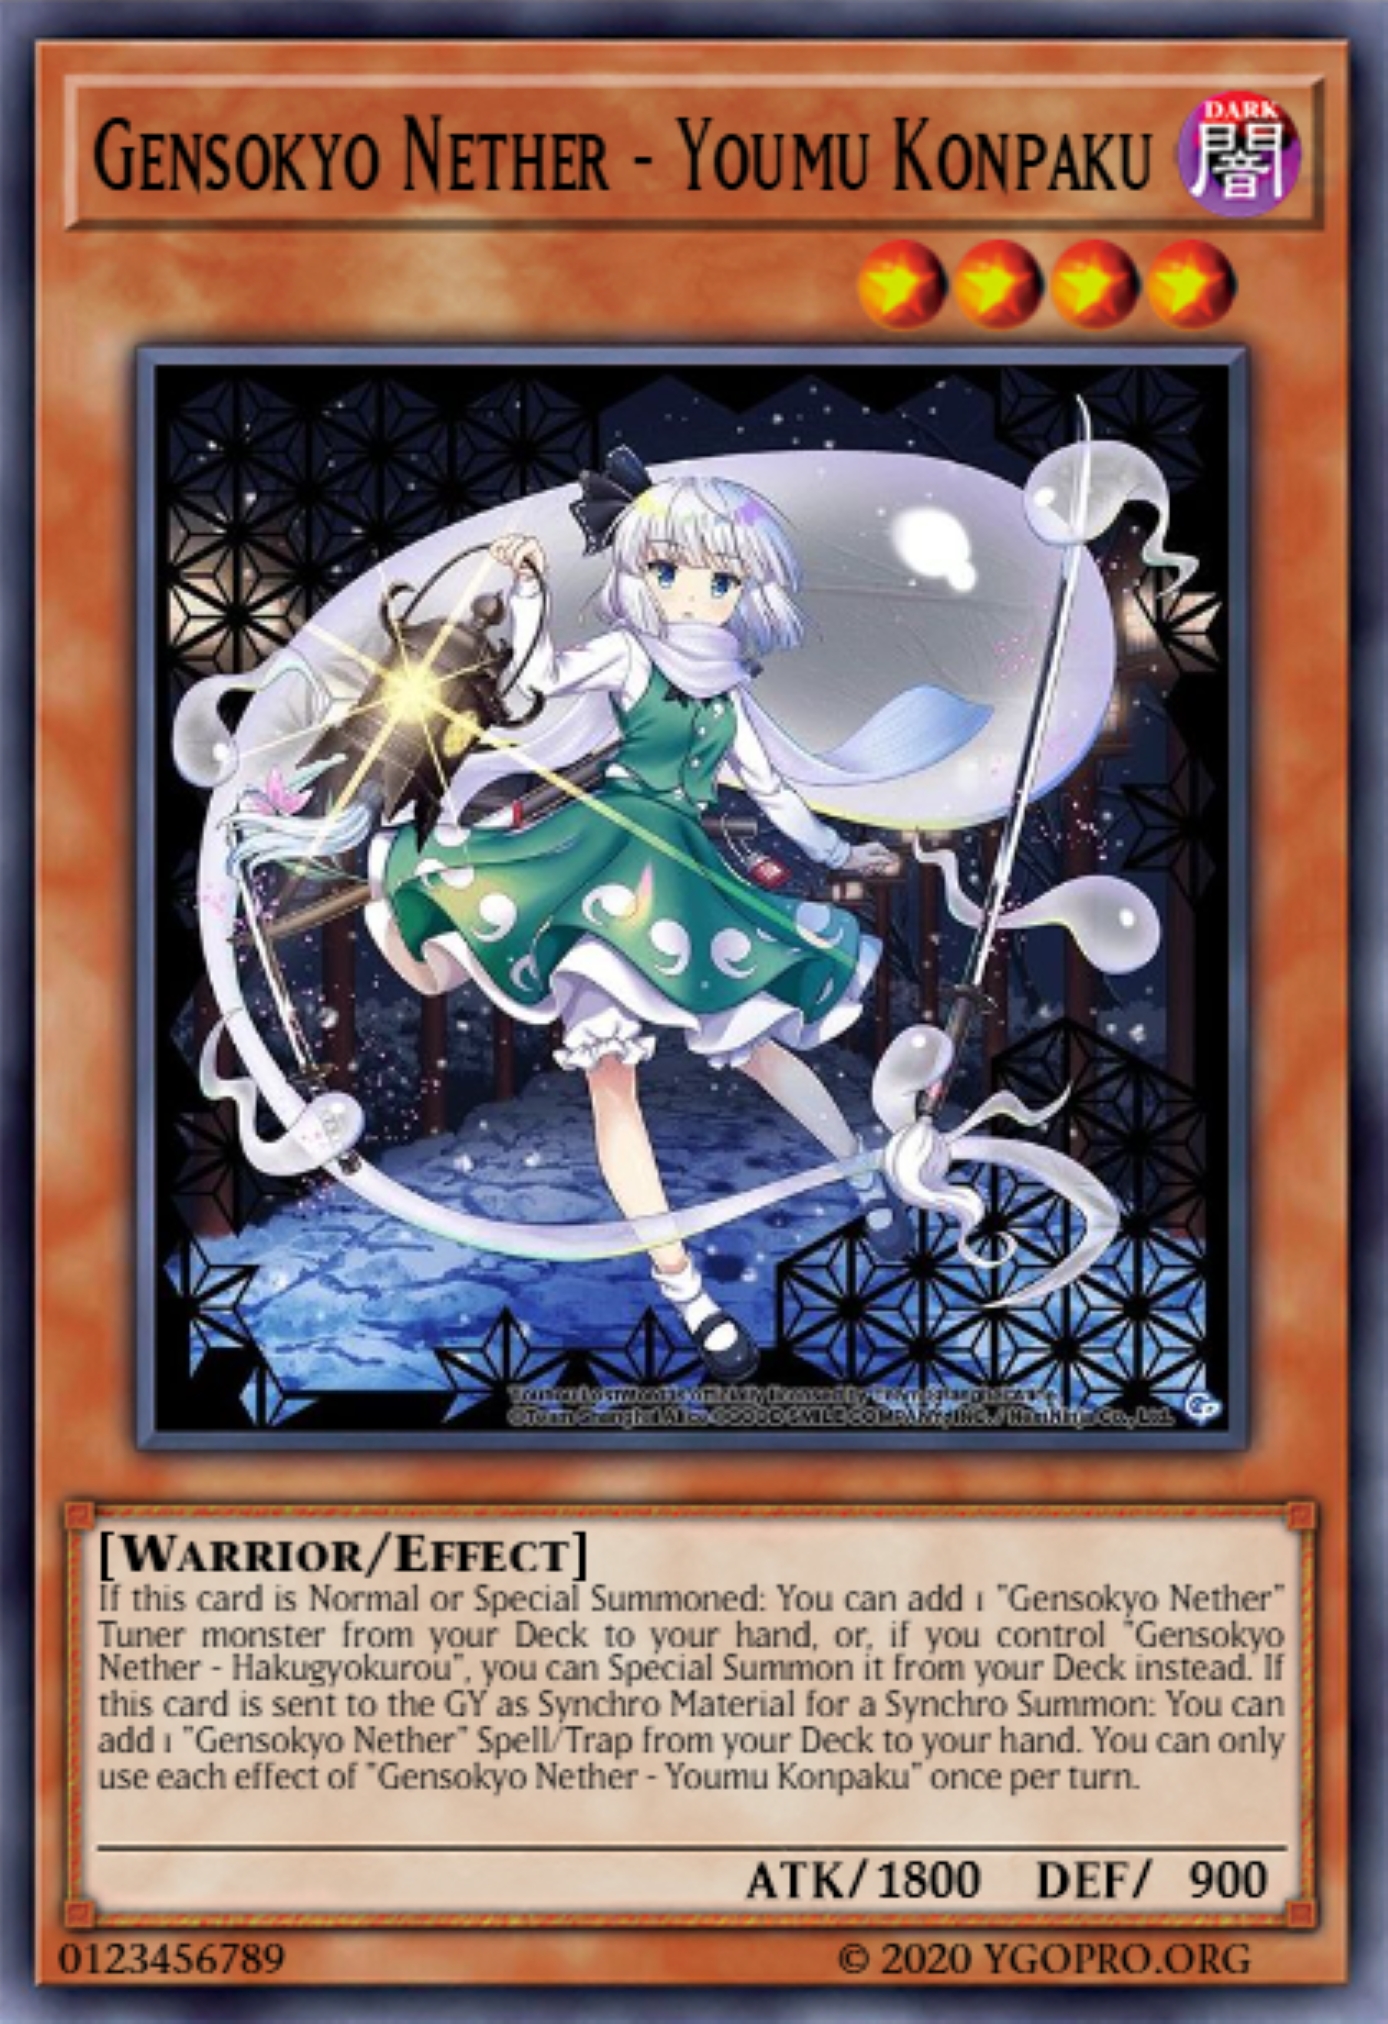 GENSOKYO NETHER - YOUMU KONPAKU
DARK
闇
[WARRIOR/EFFECT]
If this card is Normal or Special Summoned: You can add 1 "Gensokyo Nether"
Tuner monster from your Deck to your hand, or, if you control "Gensokyo
Nether - Hakugyokurou", you can Special Summon it from your Deck instead. If
this card is sent to the GY as Synchro Material for a Synchro Summon: You can
add 1 "Gensokyo Nether" Spell/Trap from your Deck to your hand. You can only
use each effect of "Gensokyo Nether - Youmu Konpaku" once per turn.
ATK/1800 DEF/ 900
0123456789 © 2020 YGOPRO.ORG